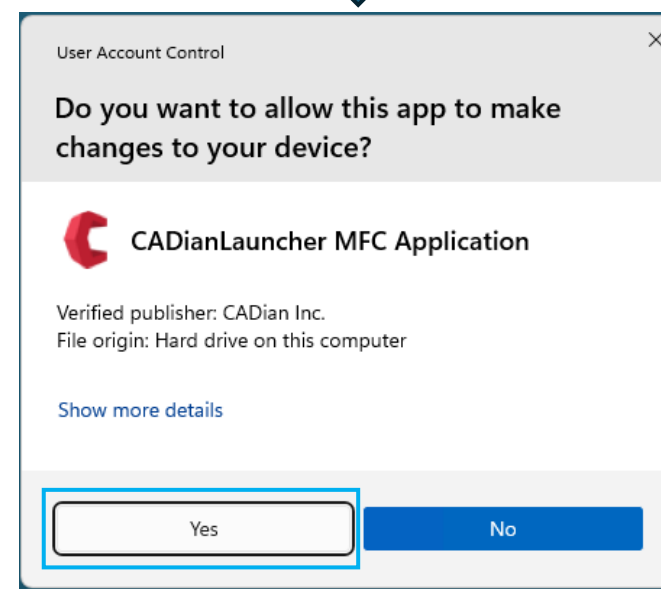 User Account Control
Do you want to allow this app to make
changes to your device?
CADianLauncher MFC Application
Verified publisher: CADian Inc.
File origin: Hard drive on this computer
Show more details
Yes
No